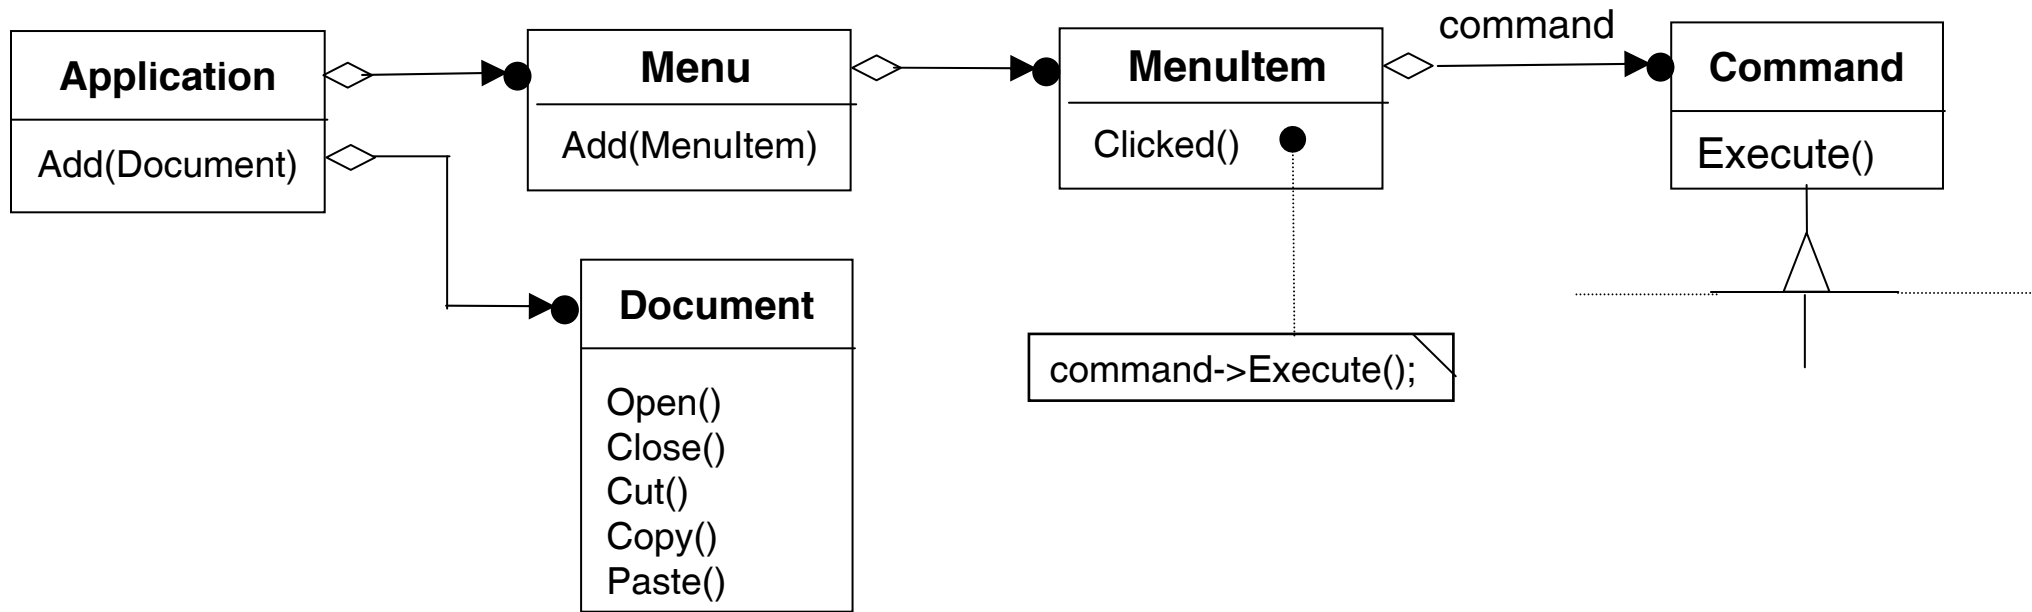 Application
Add(Document)
Menu
Add(MenuItem)
MenuItem
Clicked()
command
Command
Execute()
command->Execute();
Document
Open()
Close()
Cut()
Copy()
Paste()